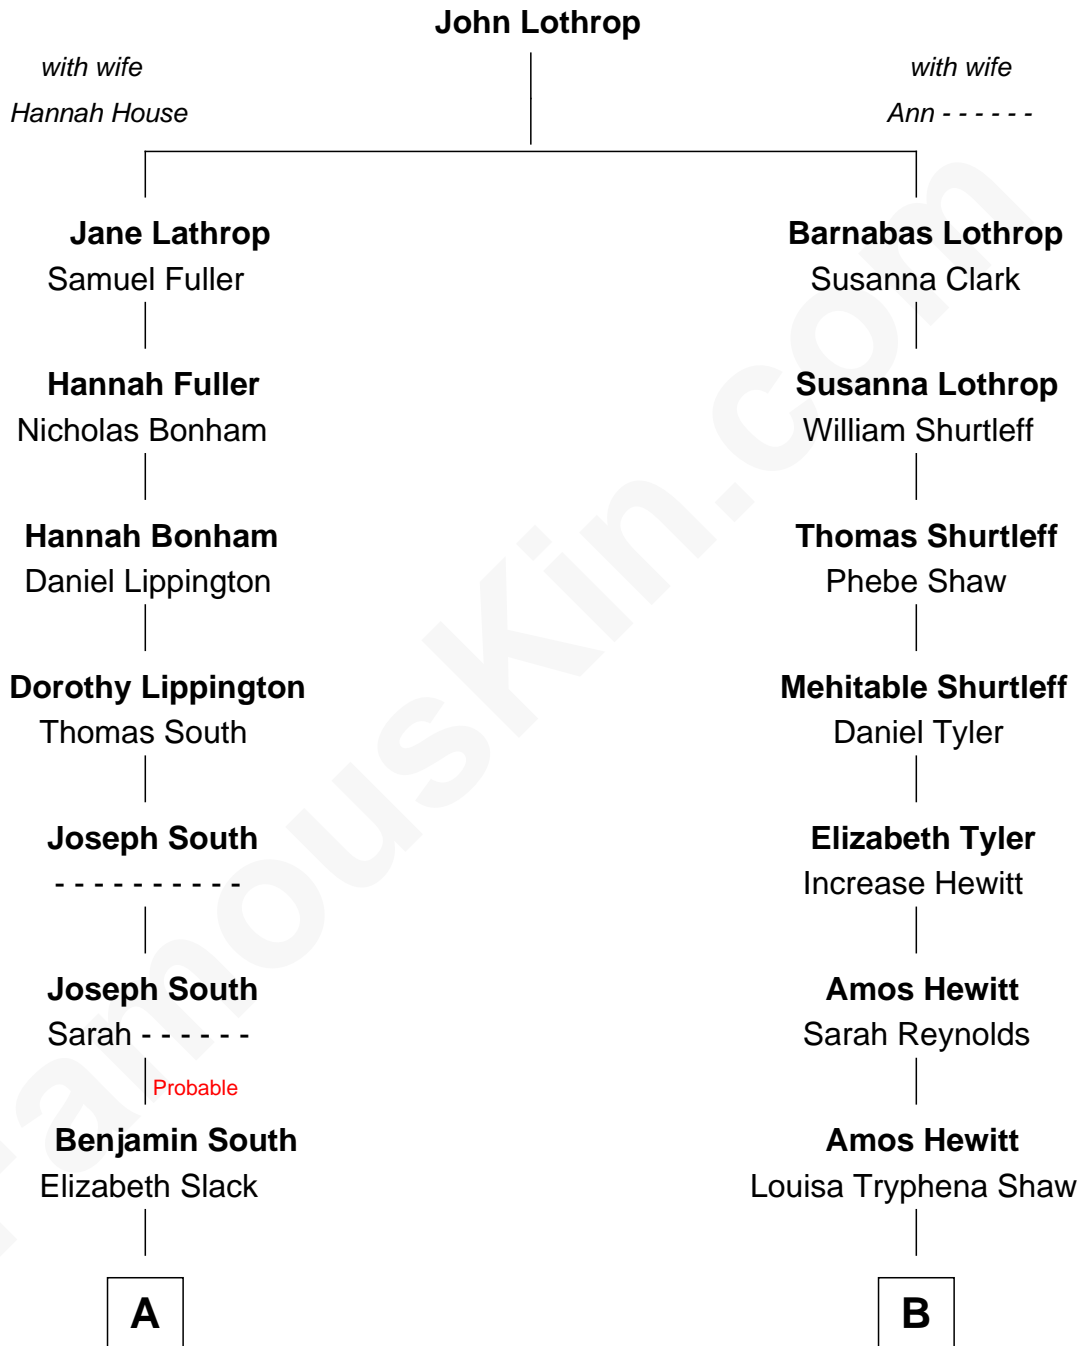 John Lothrop
with wife
Hannah House
with wife
Ann - - - - - -
Jane Lathrop
Samuel Fuller
Barnabas Lothrop
Susanna Clark
Hannah Fuller
Nicholas Bonham
Susanna Lothrop
William Shurtleff
Hannah Bonham
Daniel Lippington
Thomas Shurtleff
Phebe Shaw
Dorothy Lippington
Thomas South
Mehitable Shurtleff
Daniel Tyler
Joseph South
- - - - - - - - - -
Elizabeth Tyler
Increase Hewitt
Joseph South
Sarah - - - - - -
Amos Hewitt
Sarah Reynolds
Probable
Benjamin South
Elizabeth Slack
Amos Hewitt
Louisa Tryphena Shaw
A
B
FamousKin.com